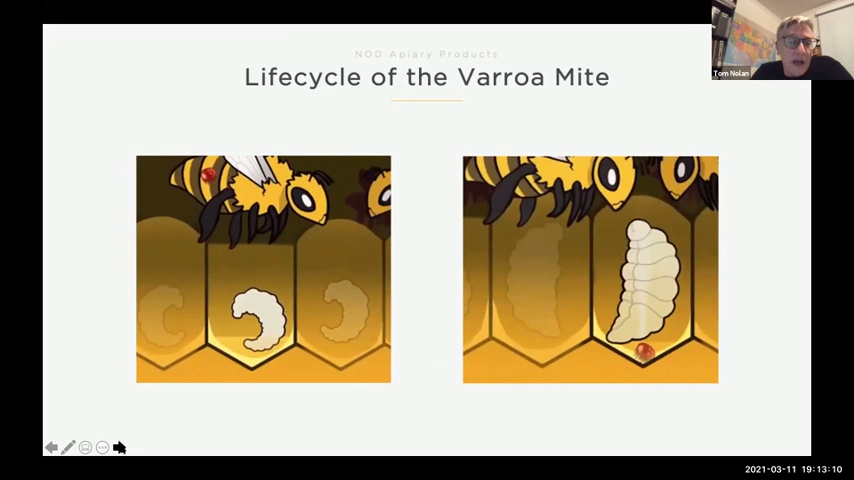 NOD Apiary Products
Lifecycle of the Varroa Mite
Tom Nolan
2021-03-11 19:13:10